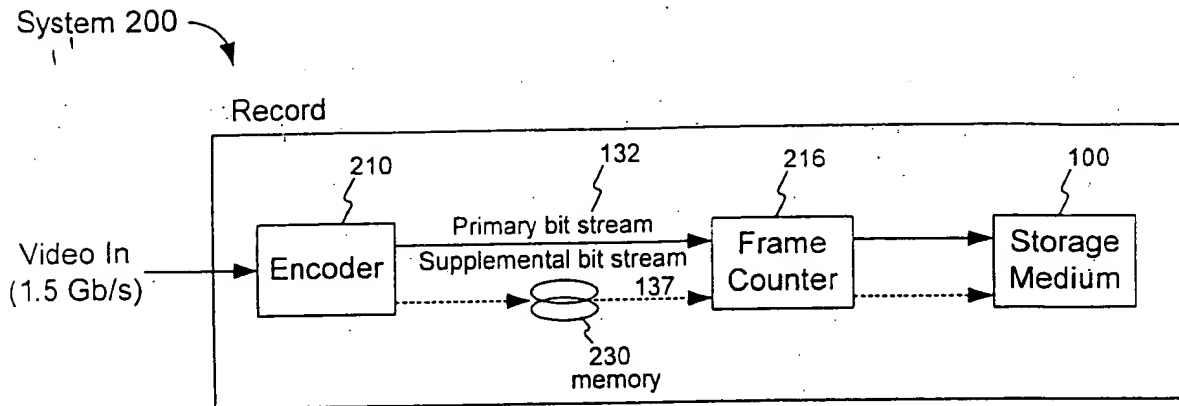 System 200
Record
210
132
216
100
Primary bit stream
Supplemental bit stream
137
Video In
(1.5 Gb/s)
Encoder
Frame
Counter
Storage
Medium
230
memory